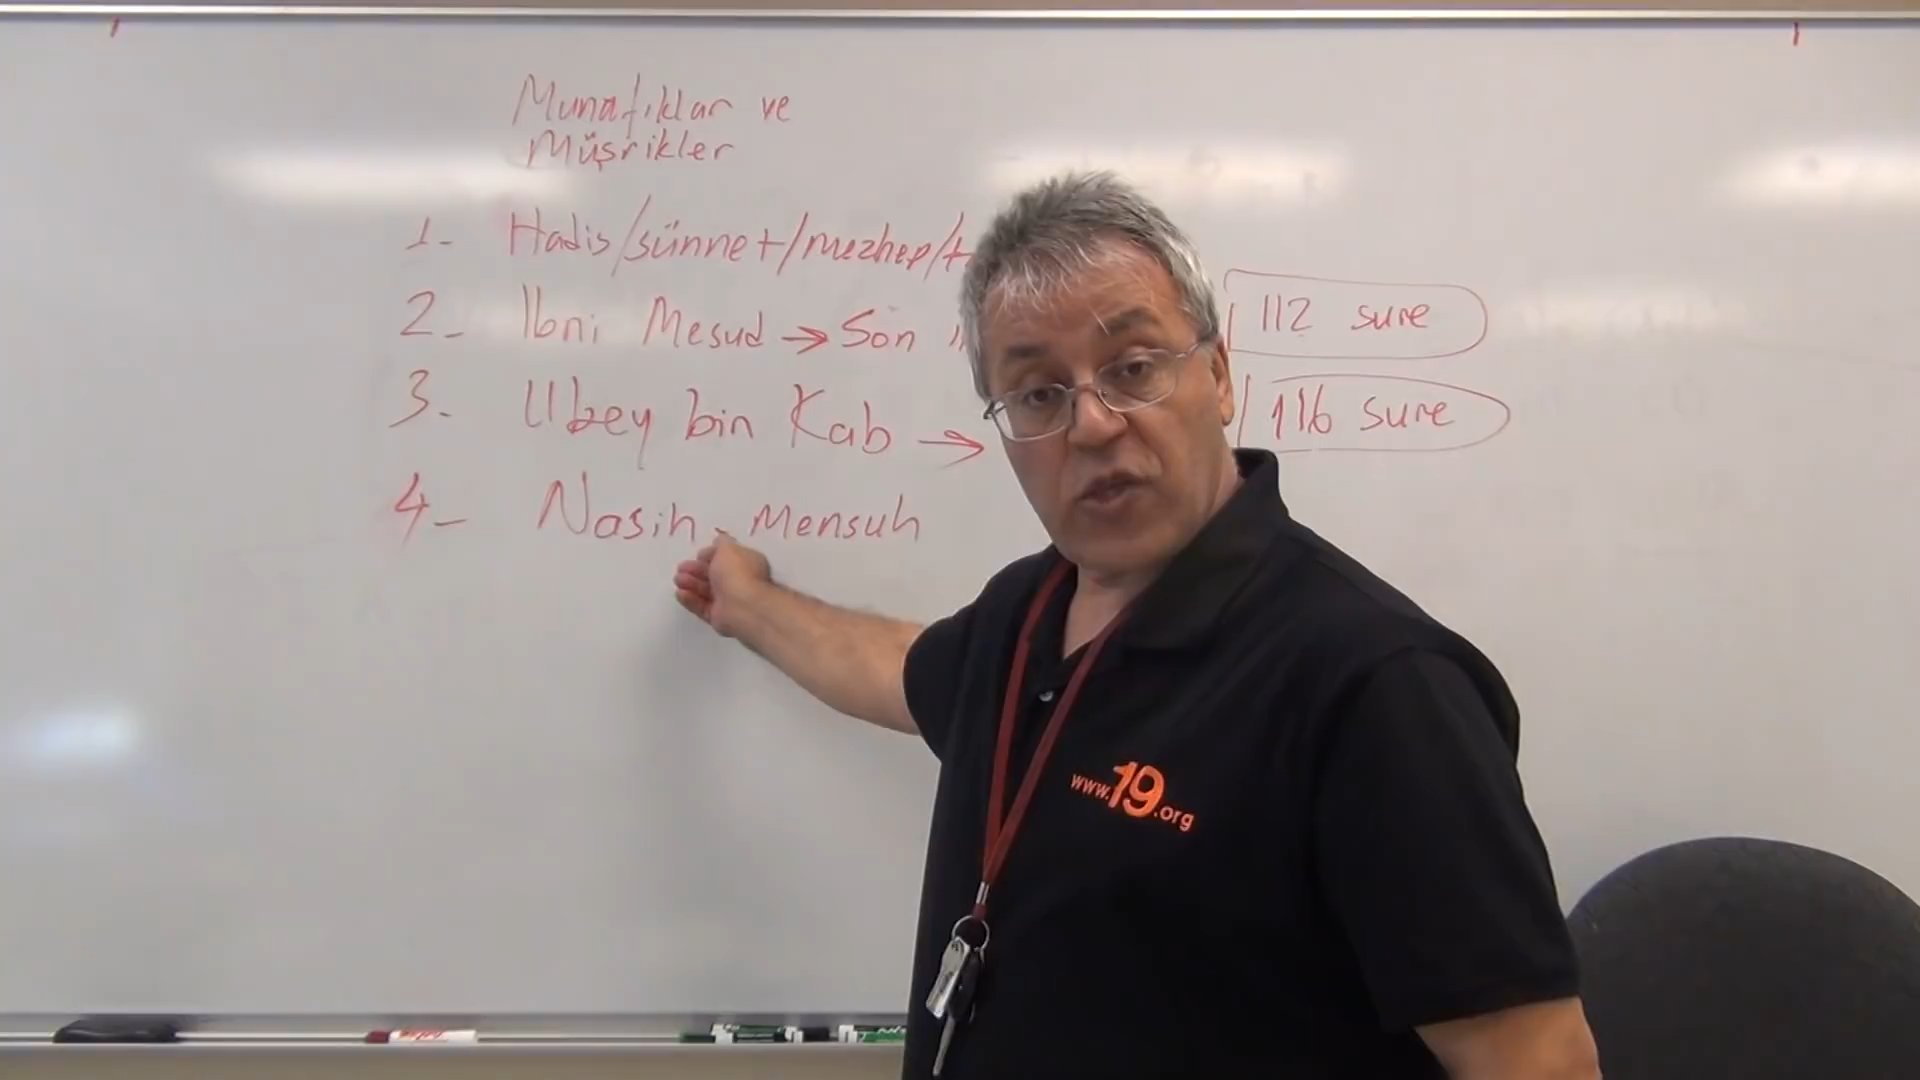 Munafıklar ve
Müşrikler
1- Hadis/sünnet/mezhep/t
2- Ibni Mesud → Son
112 sure
3- Ubey bin Kab →
116 sure
4- Nasih - Mensuh
www.19.org